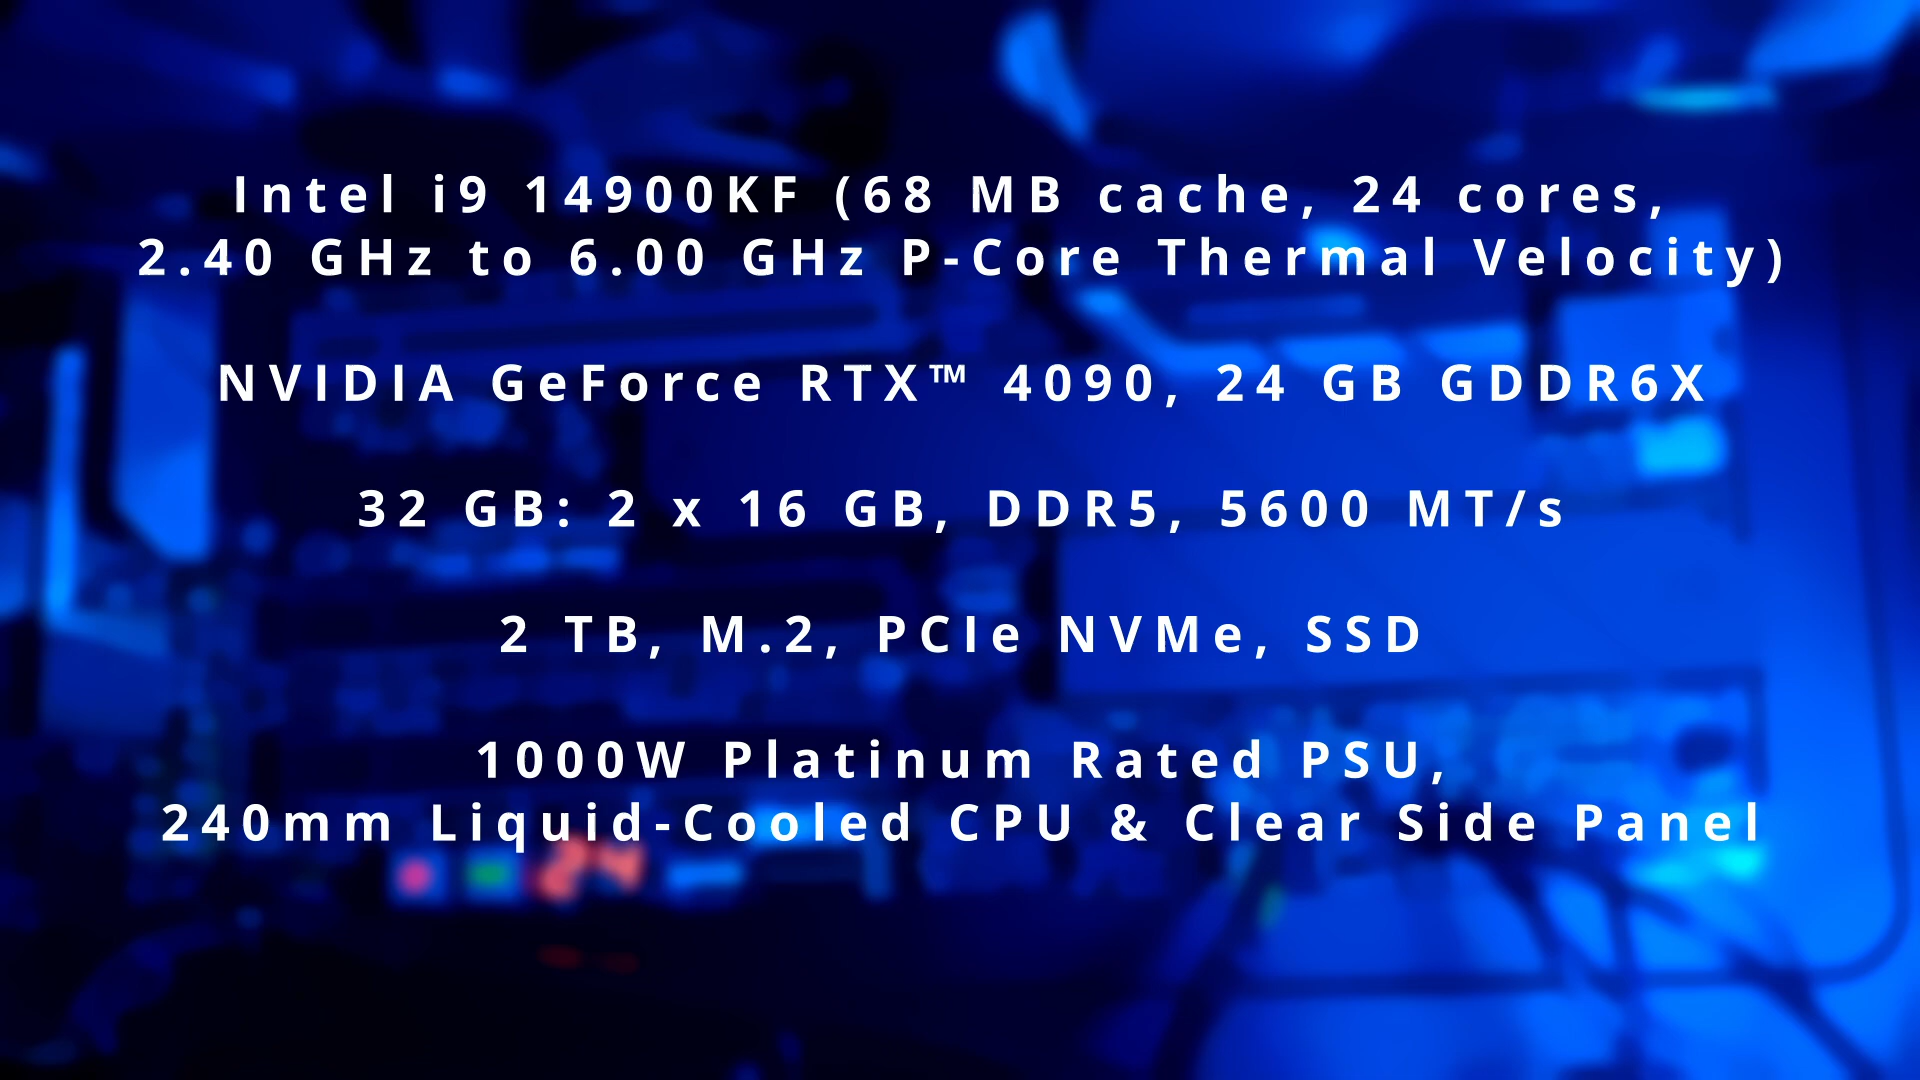 Intel i9 14900KF (68 MB cache, 24 cores,
2.40 GHz to 6.00 GHz P-Core Thermal Velocity)
NVIDIA GeForce RTX™ 4090, 24 GB GDDR6X
32 GB: 2 x 16 GB, DDR5, 5600 MT/s
2 TB, M.2, PCIe NVMe, SSD
1000W Platinum Rated PSU,
240mm Liquid-Cooled CPU & Clear Side Panel